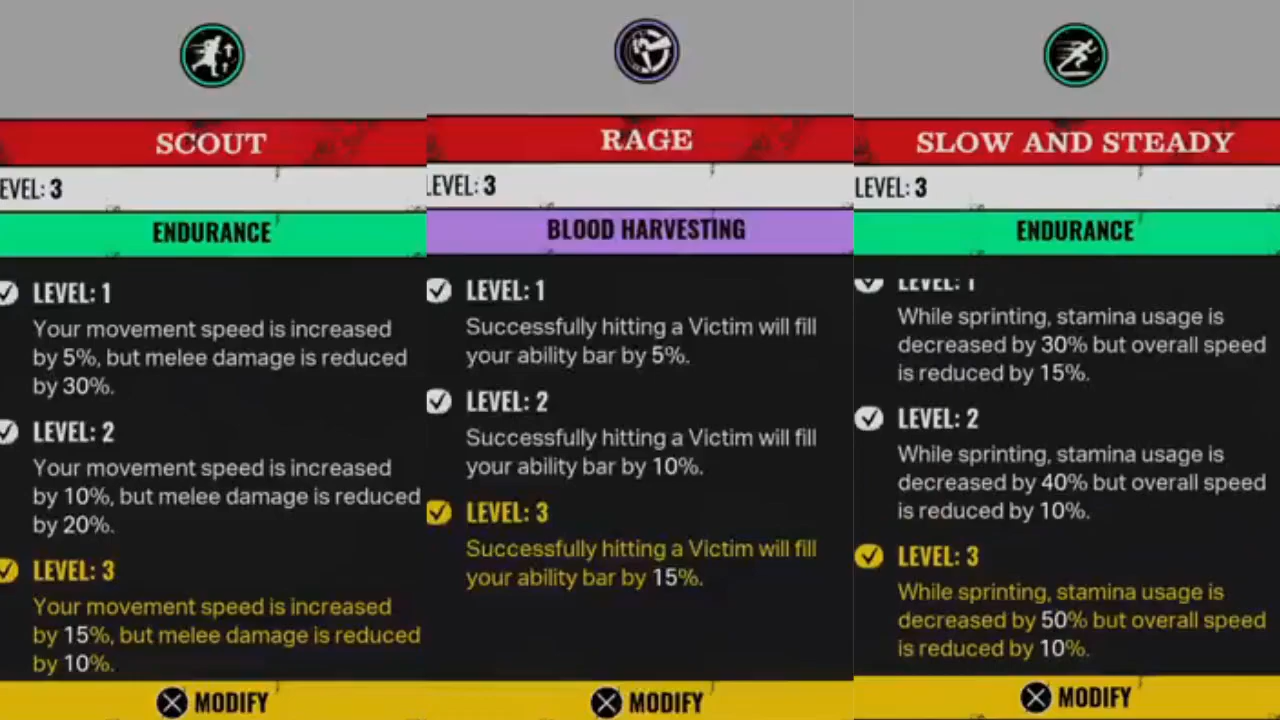 SCOUT
EVEL: 3
ENDURANCE
LEVEL: 1
Your movement speed is increased
by 5%, but melee damage is reduced
by 30%.
LEVEL: 2
Your movement speed is increased
by 10%, but melee damage is reduced
by 20%.
LEVEL: 3
Your movement speed is increased
by 15%, but melee damage is reduced
by 10%.
MODIFY
RAGE
LEVEL: 3
BLOOD HARVESTING
LEVEL: 1
Successfully hitting a Victim will fill
your ability bar by 5%.
LEVEL: 2
Successfully hitting a Victim will fill
your ability bar by 10%.
LEVEL: 3
Successfully hitting a Victim will fill
your ability bar by 15%.
MODIFY
SLOW AND STEADY
LEVEL: 3
ENDURANCE
LEVEL: 1
While sprinting, stamina usage is
decreased by 30% but overall speed
is reduced by 15%.
LEVEL: 2
While sprinting, stamina usage is
decreased by 40% but overall speed
is reduced by 10%.
LEVEL: 3
While sprinting, stamina usage is
decreased by 50% but overall speed
is reduced by 10%.
MODIFY